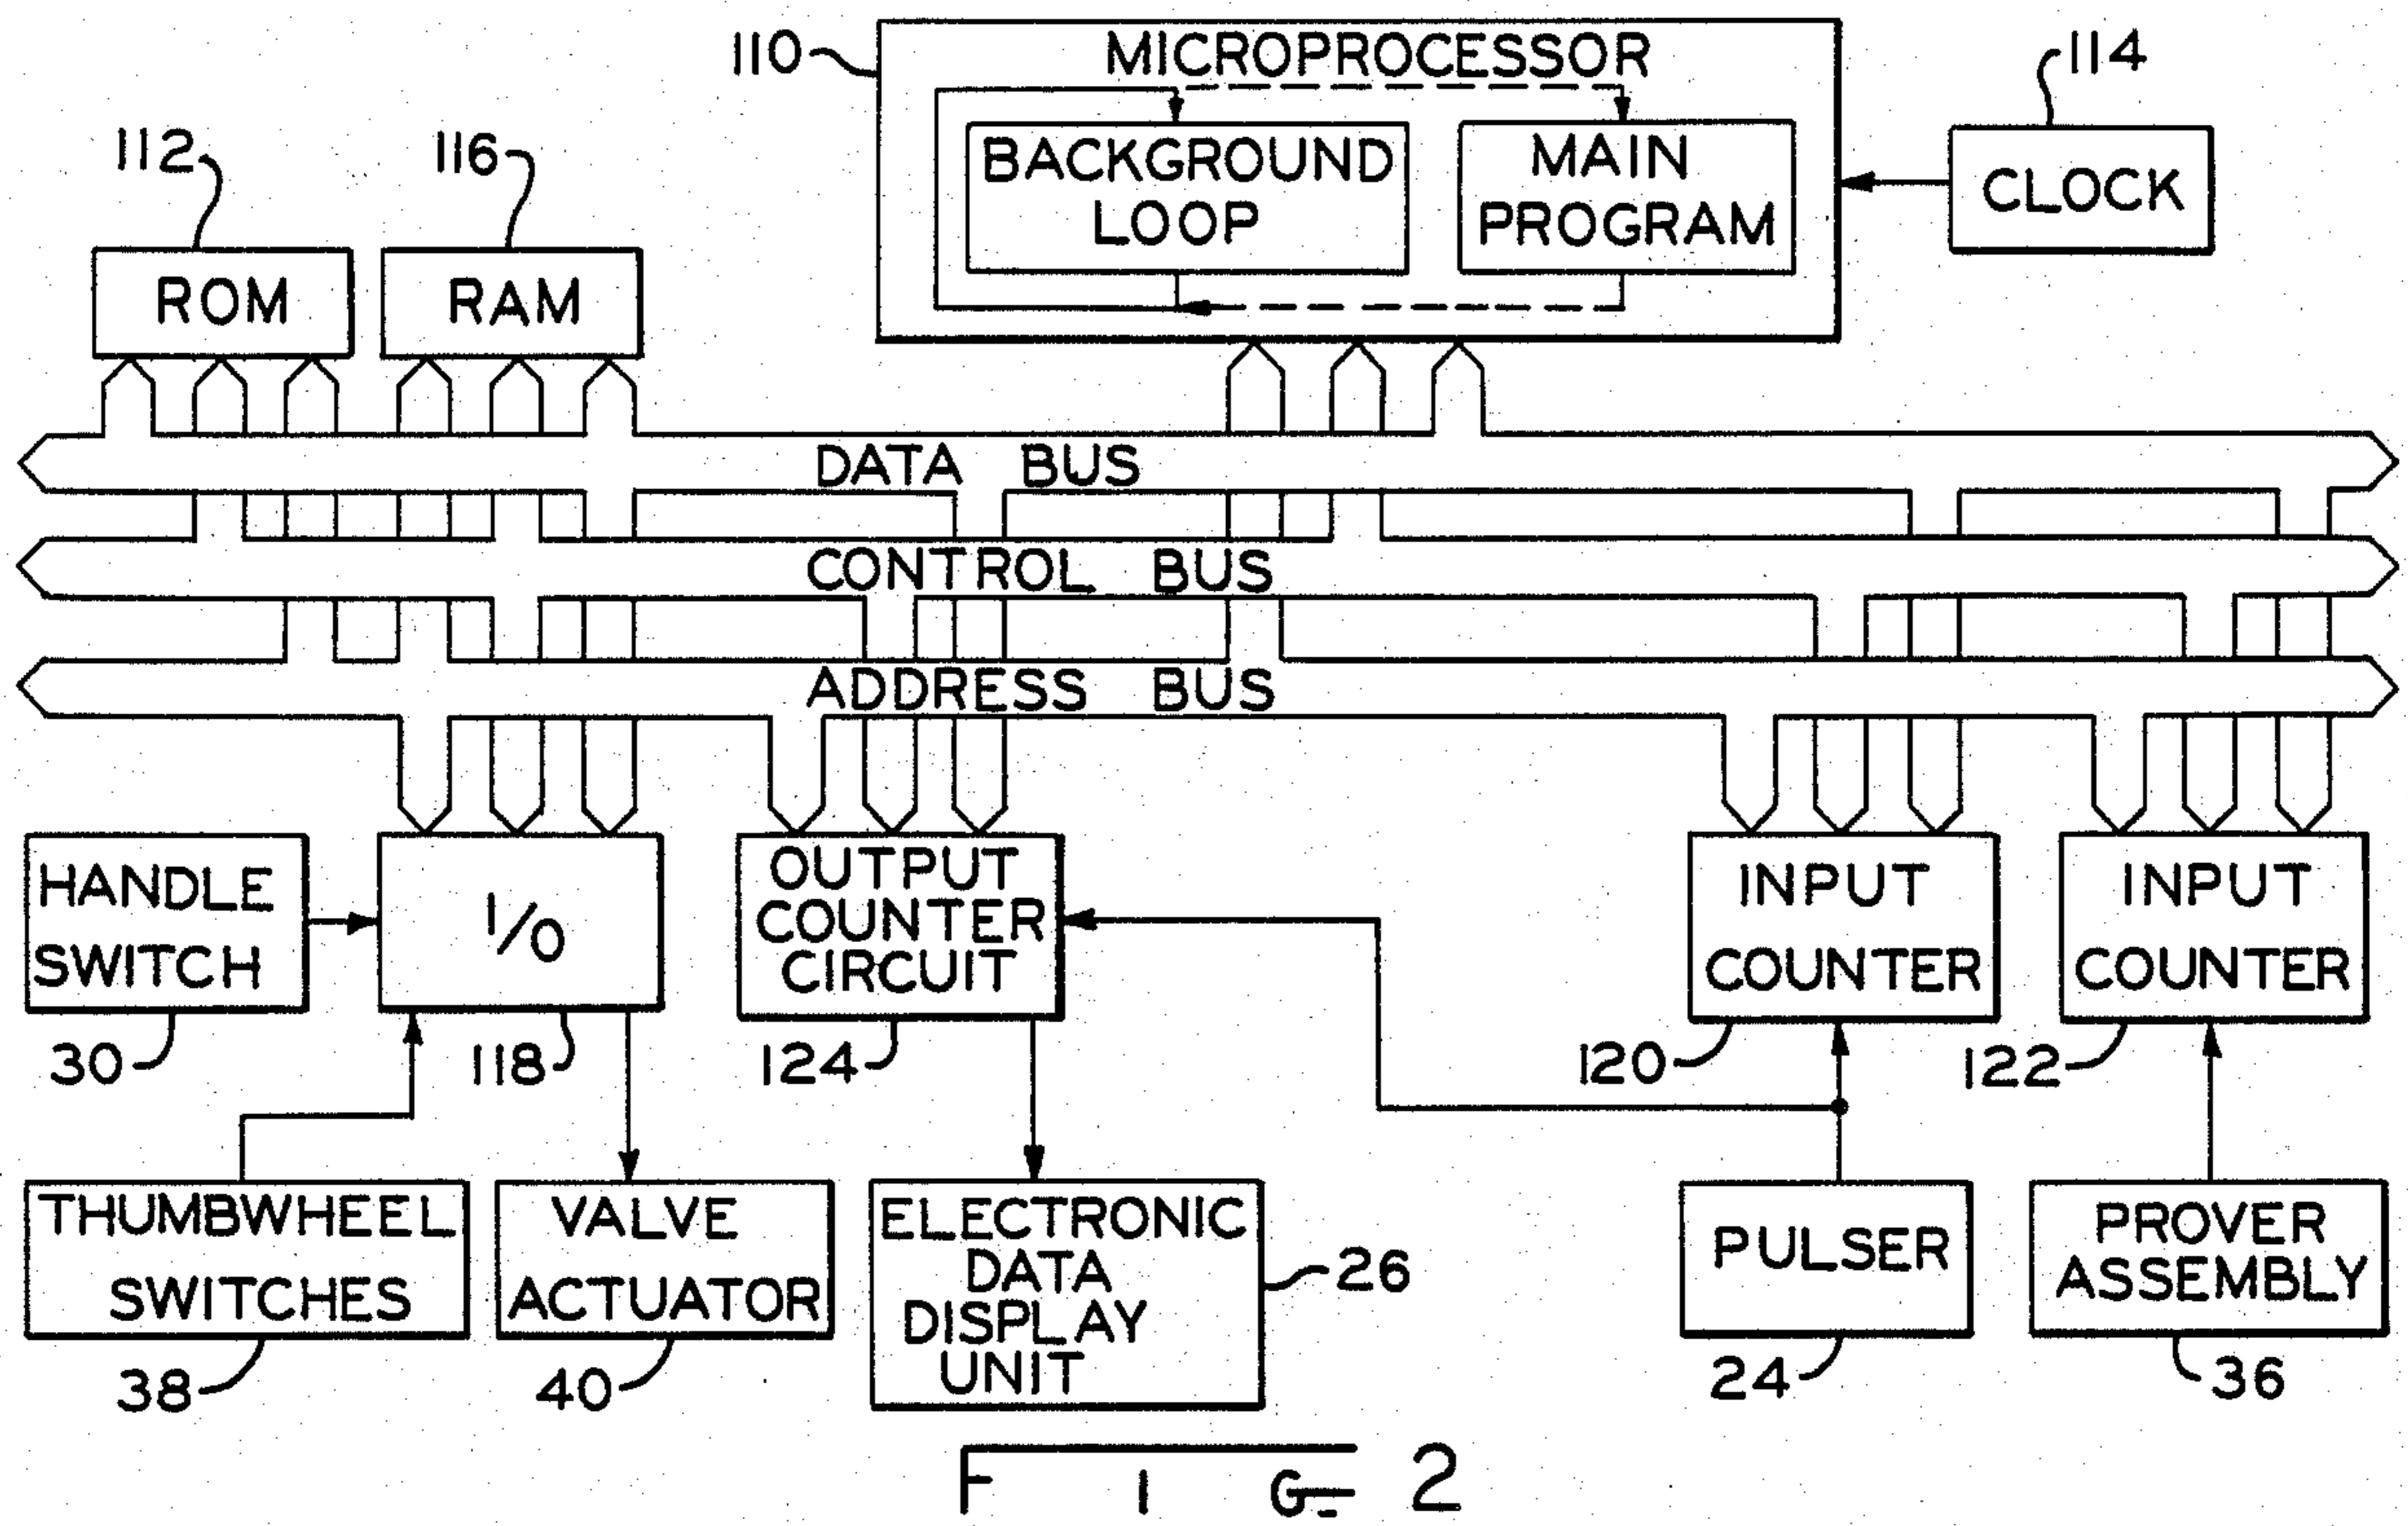 110
MICROPROCESSOR
114
112
116
BACKGROUND
LOOP
MAIN
PROGRAM
CLOCK
ROM
RAM
DATA BUS
CONTROL BUS
ADDRESS BUS
HANDLE
SWITCH
I/O
OUTPUT
COUNTER
CIRCUIT
INPUT
COUNTER
INPUT
COUNTER
30
118
124
120
122
THUMBWHEEL
SWITCHES
VALVE
ACTUATOR
ELECTRONIC
DATA
DISPLAY
UNIT
26
PULSER
PROVER
ASSEMBLY
38
40
24
36
FIG_ 2